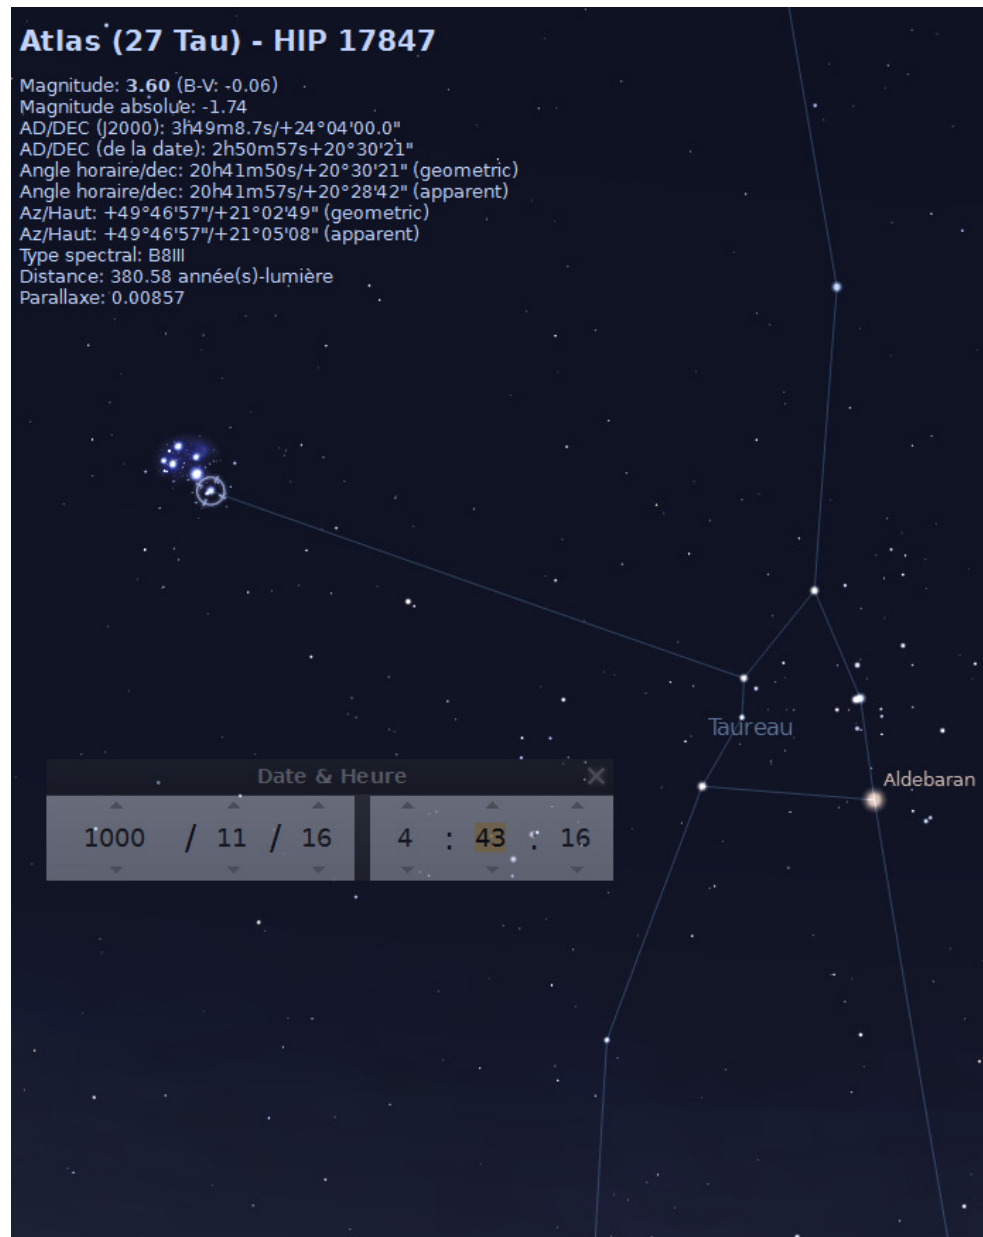 Atlas (27 Tau) - HIP 17847
Magnitude: 3.60 (B-V: -0.06)
Magnitude absolue: -1.74
AD/DEC (J2000): 3h49m8.7s/+24°04'00.0"
AD/DEC (de la date): 2h50m57s+20°30'21"
Angle horaire/dec: 20h41m50s/+20°30'21" (geometric)
Angle horaire/dec: 20h41m57s/+20°28'42" (apparent)
Az/Haut: +49°46'57"/+21°02'49" (geometric)
Az/Haut: +49°46'57"/+21°05'08" (apparent)
Type spectral: B8III
Distance: 380.58 année(s)-lumière
Parallaxe: 0.00857
Taureau
Aldebaran
Date & Heure
1000 / 11 / 16 4 : 43 : 16